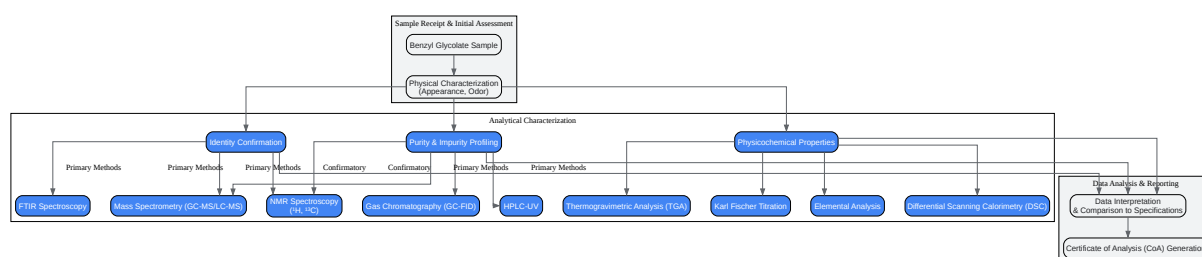 Sample Receipt & Initial Assessment
Benzyl Glycolate Sample
Physical Characterization
(Appearance, Odor)
Analytical Characterization
Identity Confirmation
Purity & Impurity Profiling
Physicochemical Properties
Primary Methods
Primary Methods
Primary Methods
Confirmatory
Confirmatory
Primary Methods
Primary Methods
FTIR Spectroscopy
Mass Spectrometry (GC-MS/LC-MS)
NMR Spectroscopy
(¹H, ¹³C)
Gas Chromatography (GC-FID)
HPLC-UV
Thermogravimetric Analysis (TGA)
Karl Fischer Titration
Elemental Analysis
Differential Scanning Calorimetry (DSC)
Data Analysis & Reporting
Data Interpretation
& Comparison to Specifications
Certificate of Analysis (CoA) Generation